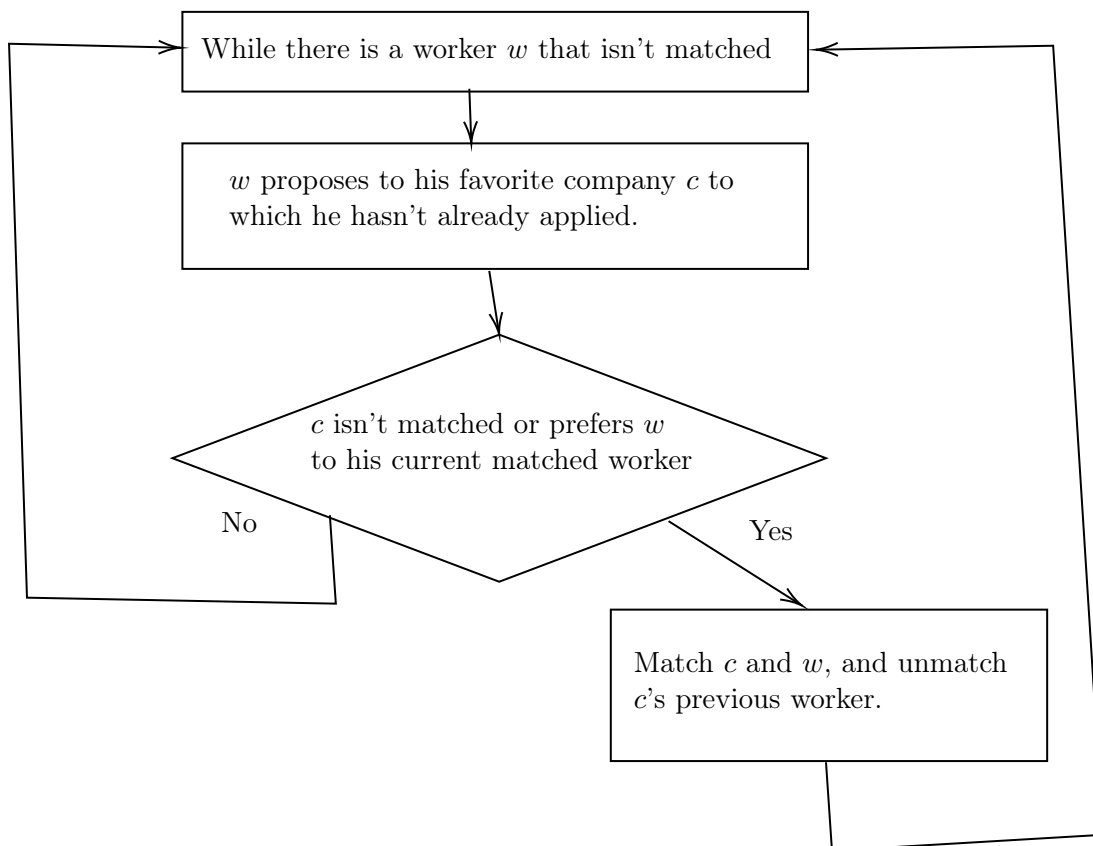 While there is a worker w that isn't matched
w proposes to his favorite company c to
which he hasn't already applied.
c isn't matched or prefers w
to his current matched worker
No
Yes
Match c and w, and unmatch
c's previous worker.